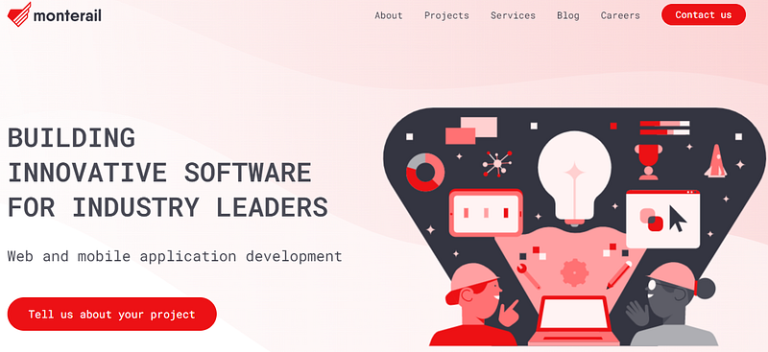 monterail
About
Projects
Services
Blog
Careers
Contact us
BUILDING
INNOVATIVE SOFTWARE
FOR INDUSTRY LEADERS
Web and mobile application development
Tell us about your project